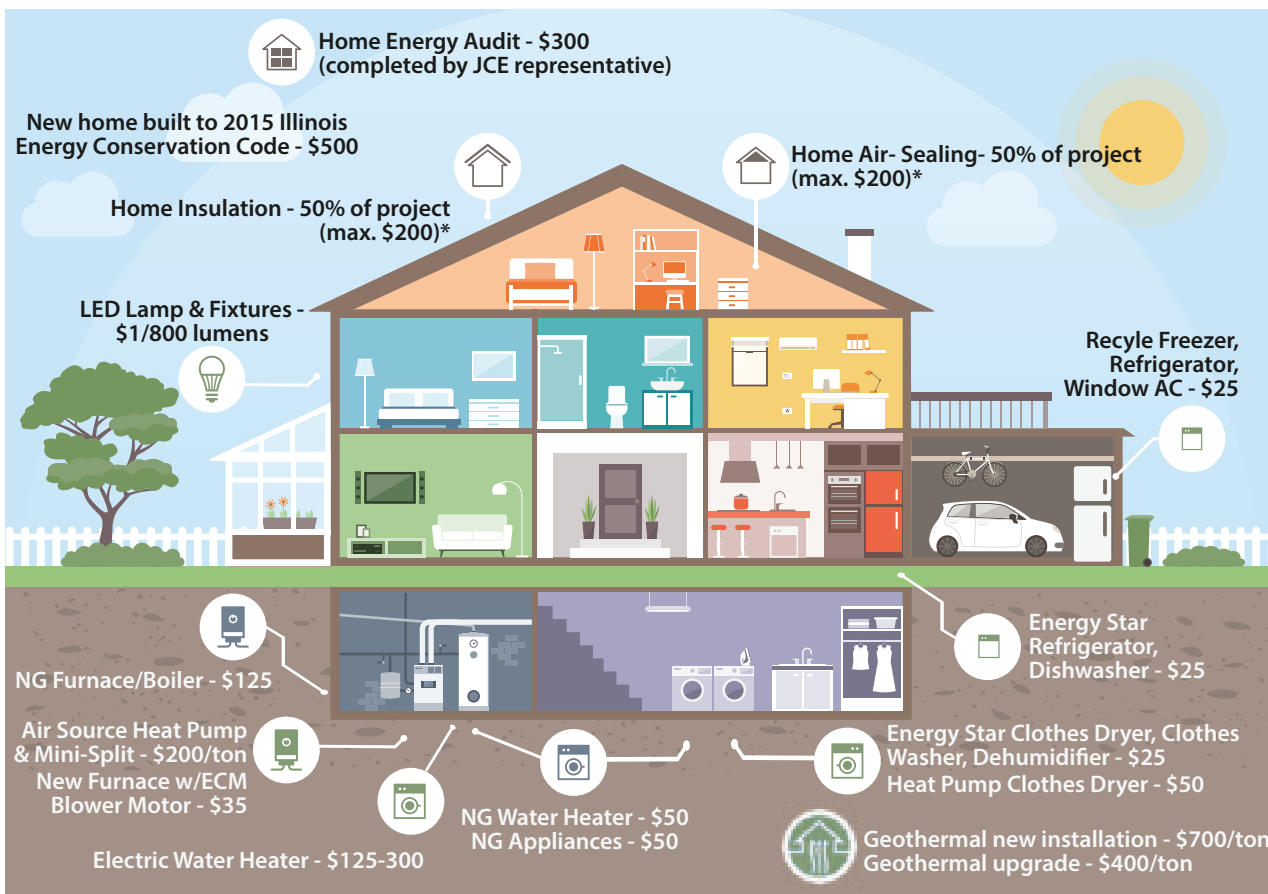 Home Energy Audit - $300
(completed by JCE representative)
New home built to 2015 Illinois
Energy Conservation Code - $500
Home Air- Sealing- 50% of project
(max. $200)*
Home Insulation - 50% of project
(max. $200)*
LED Lamp & Fixtures -
$1/800 lumens
Recyle Freezer,
Refrigerator,
Window AC - $25
Energy Star
Refrigerator,
Dishwasher - $25
NG Furnace/Boiler - $125
Air Source Heat Pump
& Mini-Split - $200/ton
New Furnace w/ECM
Blower Motor - $35
Energy Star Clothes Dryer, Clothes
Washer, Dehumidifier - $25
Heat Pump Clothes Dryer - $50
NG Water Heater - $50
NG Appliances - $50
Electric Water Heater - $125-300
Geothermal new installation - $700/ton
Geothermal upgrade - $400/ton